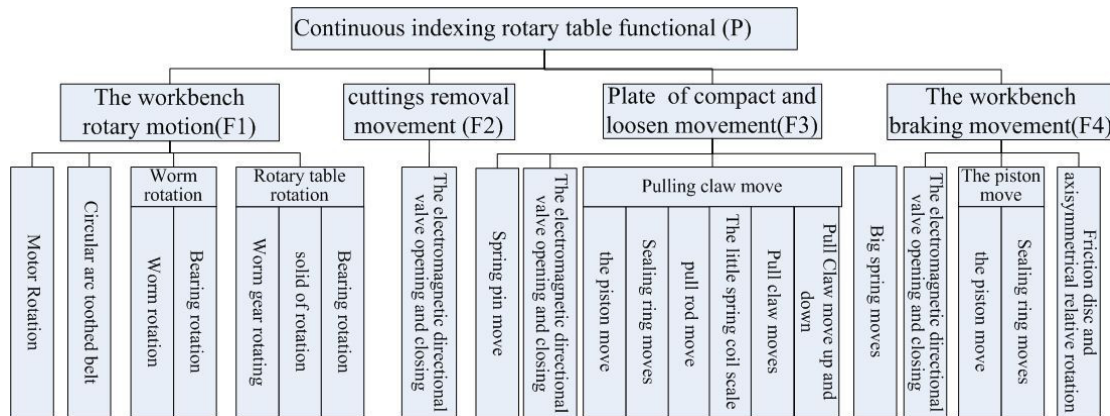 Continuous indexing rotary table functional (P)
The workbench
rotary motion(F1)
cuttings removal
movement (F2)
Plate of compact and
loosen movement(F3)
The workbench
braking movement(F4)
Motor Rotation
Circular arc toothed belt
Worm
rotation
Worm rotation
Bearing rotation
Rotary table
rotation
Worm gear rotating
solid of rotation
Bearing rotation
The electromagnetic directional
valve opening and closing
Spring pin move
The electromagnetic directional
valve opening and closing
Pulling claw move
the piston move
Sealing ring moves
pull rod move
The little spring coil scale
Pull claw moves
Pull Claw move up and
down
Big spring moves
The electromagnetic directional
valve opening and closing
The piston
move
the piston move
Sealing ring moves
Friction disc and
axisymmetrical relative rotation